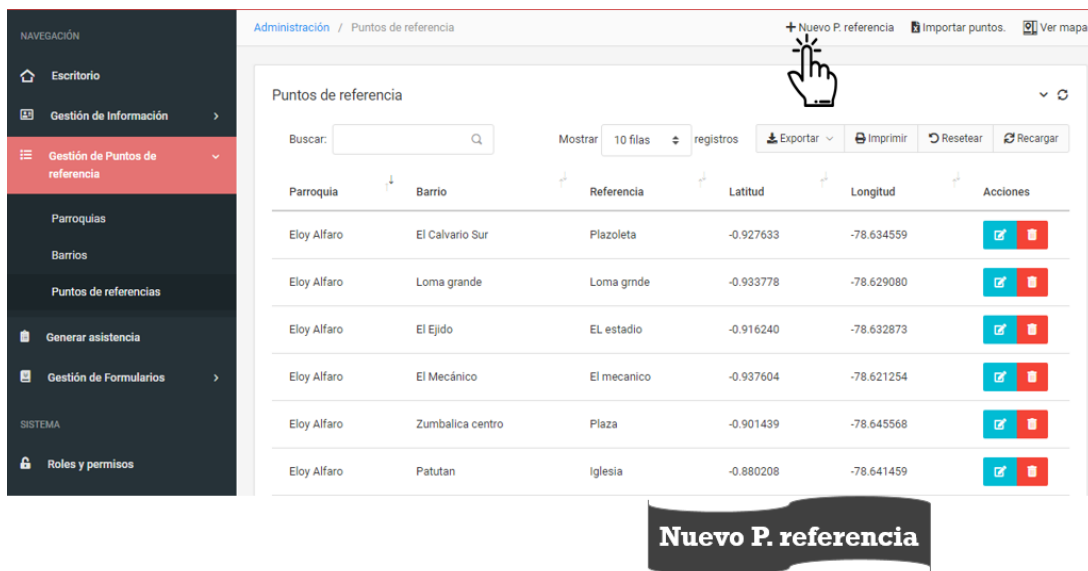 NAVEGACIÓN
Escritorio
Gestión de Información
Gestión de Puntos de
referencia
Parroquias
Barrios
Puntos de referencias
Generar asistencia
Gestión de Formularios
SISTEMA
Roles y permisos
Administración / Puntos de referencia
+ Nuevo P. referencia Importar puntos. Ver mapa
Puntos de referencia
Buscar: Mostrar 10 filas registros Exportar Imprimir Resetear Recargar
Parroquia Barrio Referencia Latitud Longitud Acciones
Eloy Alfaro El Calvario Sur Plazoleta -0.927633 -78.634559
Eloy Alfaro Loma grande Loma grnde -0.933778 -78.629080
Eloy Alfaro El Ejido EL estadio -0.916240 -78.632873
Eloy Alfaro El Mecánico El mecanico -0.937604 -78.621254
Eloy Alfaro Zumbalica centro Plaza -0.901439 -78.645568
Eloy Alfaro Patutan Iglesia -0.880208 -78.641459
Nuevo P. referencia